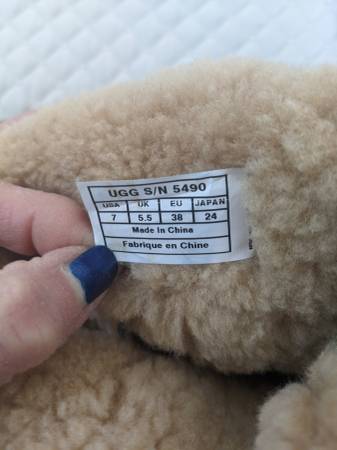 UGG S/N 5490
USA UK EU JAPAN
7 5.5 38 24
Made In China
Fabrique en Chine